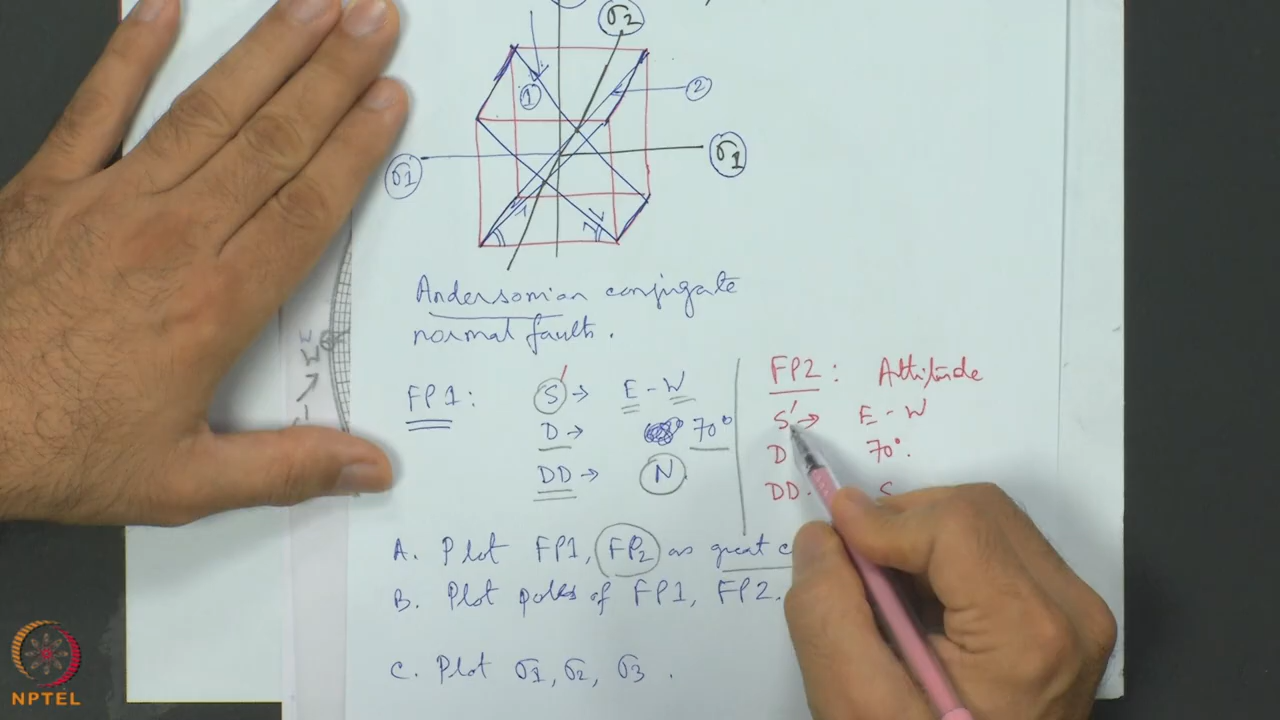 σ2
1
2
σ1
σ1
Andersonian conjugate
normal fault.
FP1:
S' → E-W
D → 70°
DD → N
FP2: Attitude
S' → E-W
D 70°.
DD. S
A. Plot FP1, FP2 as great c
B. Plot poles of FP1, FP2.
C. Plot σ1, σ2, σ3.
NPTEL